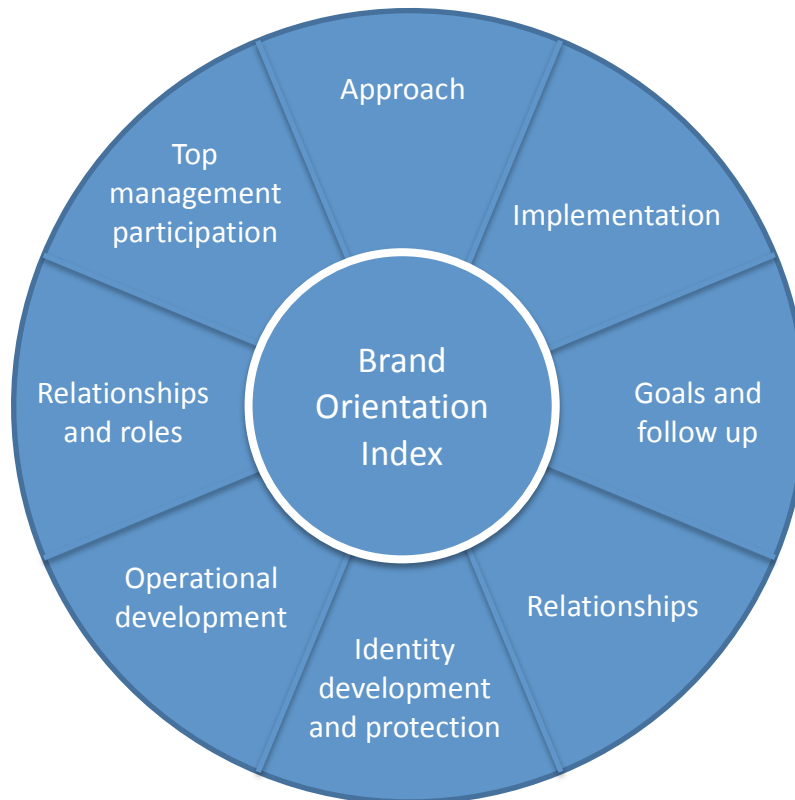 Approach
Implementation
Goals and
follow up
Relationships
Identity
development
and protection
Operational
development
Relationships
and roles
Top
management
participation
Brand
Orientation
Index